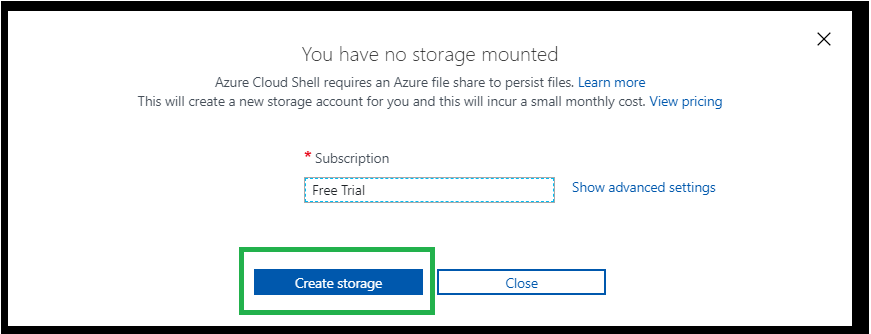 You have no storage mounted
Azure Cloud Shell requires an Azure file share to persist files. Learn more
This will create a new storage account for you and this will incur a small monthly cost. View pricing
* Subscription
Free Trial
Show advanced settings
Create storage
Close